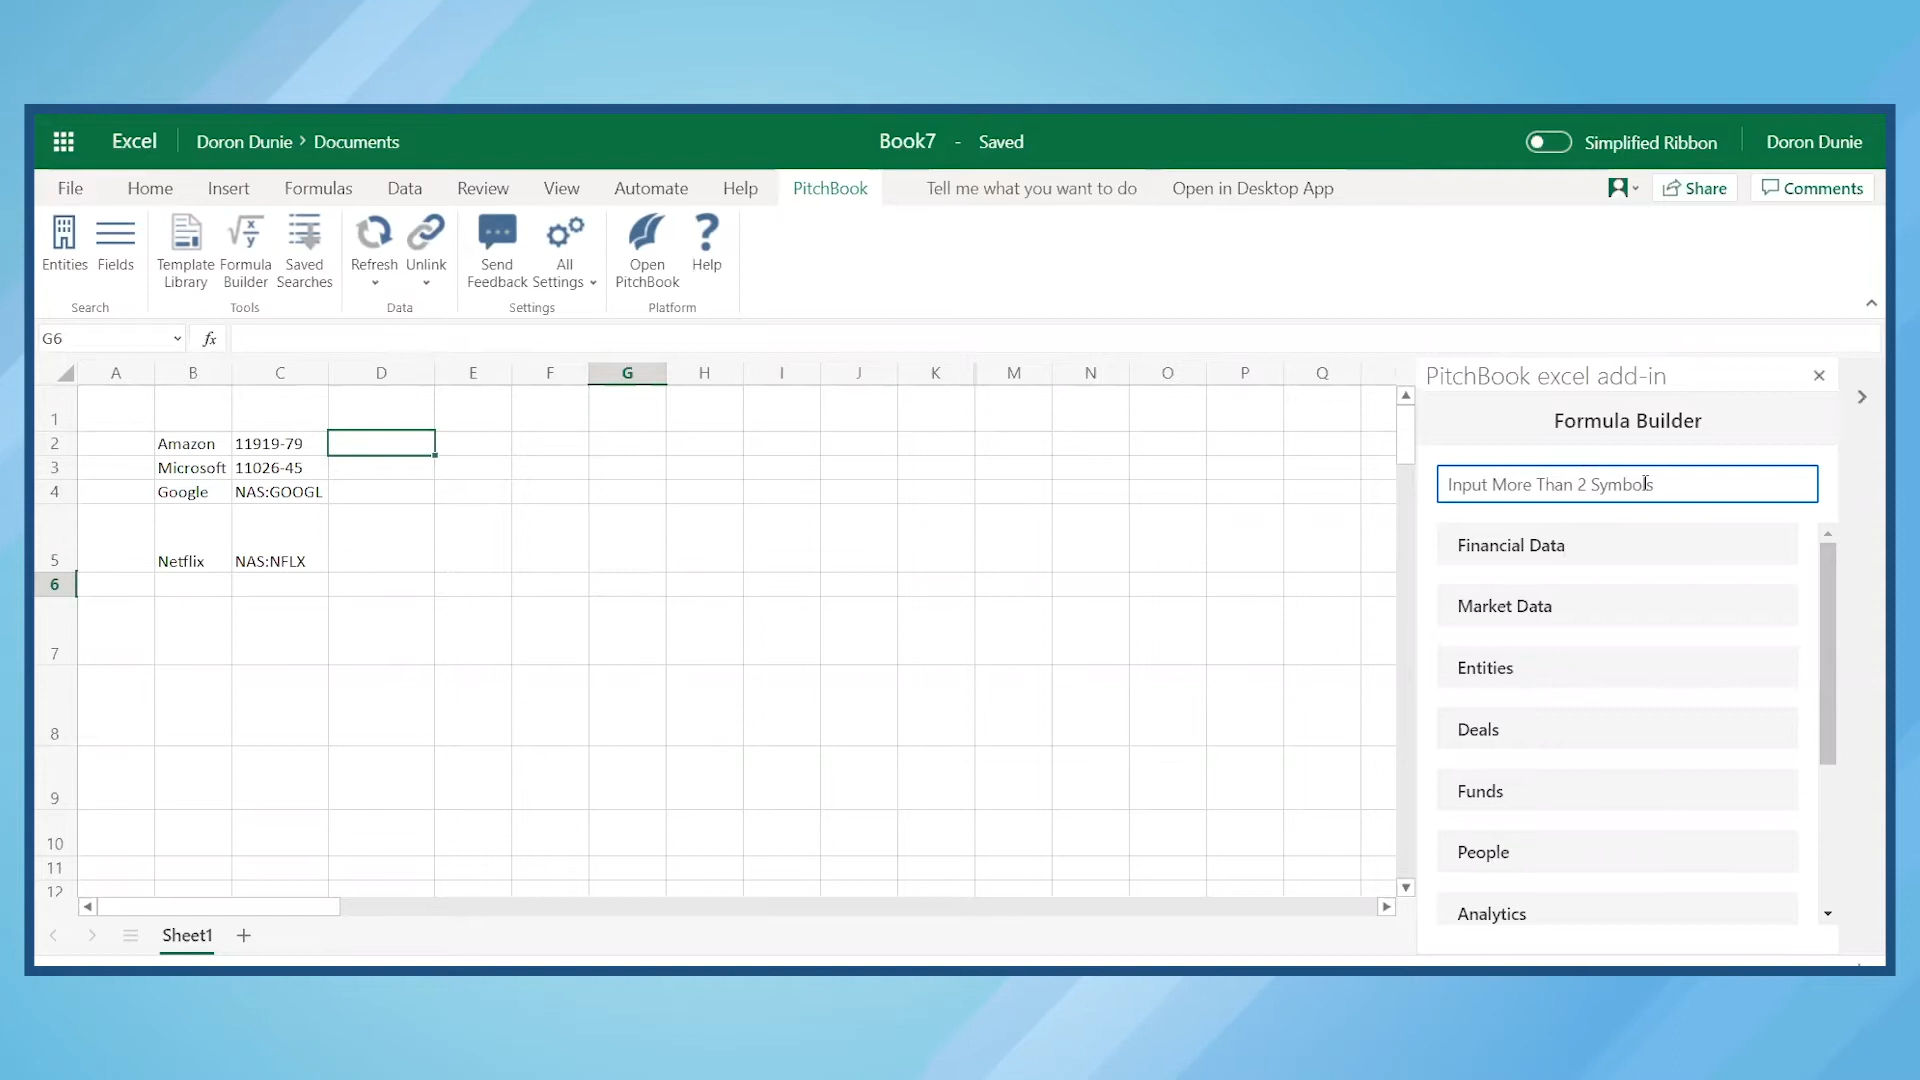 Excel Doron Dunie > Documents Book7 - Saved Simplified Ribbon Doron Dunie
File Home Insert Formulas Data Review View Automate Help PitchBook Tell me what you want to do Open in Desktop App Share Comments
Entities Fields Template Formula Saved Refresh Unlink Send All Open Help
Library Builder Searches Feedback Settings PitchBook
Search Tools Data Settings Platform
G6 fx
A B C D E F G H I J K L M N O P Q
PitchBook excel add-in
Formula Builder
1
2 Amazon 11919-79
3 Microsoft 11026-45
4 Google NAS:GOOGL
5 Netflix NAS:NFLX
6
7
8
9
10
11
12
Input More Than 2 Symbols
Financial Data
Market Data
Entities
Deals
Funds
People
Analytics
Sheet1 +